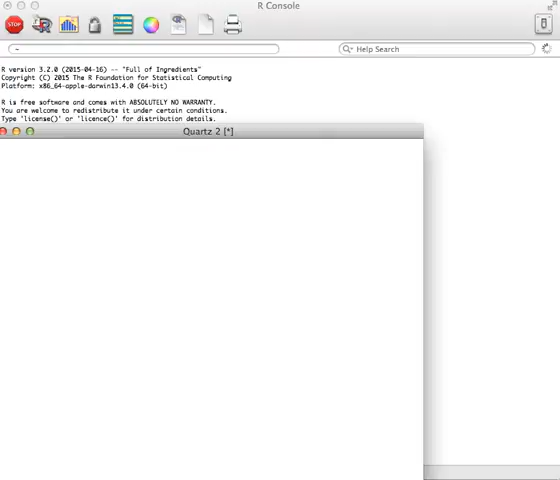 R Console
STOP
~
Help Search
R version 3.2.0 (2015-04-16) -- "Full of Ingredients"
Copyright (C) 2015 The R Foundation for Statistical Computing
Platform: x86_64-apple-darwin13.4.0 (64-bit)
R is free software and comes with ABSOLUTELY NO WARRANTY.
You are welcome to redistribute it under certain conditions.
Type 'license()' or 'licence()' for distribution details.
Quartz 2 [*]